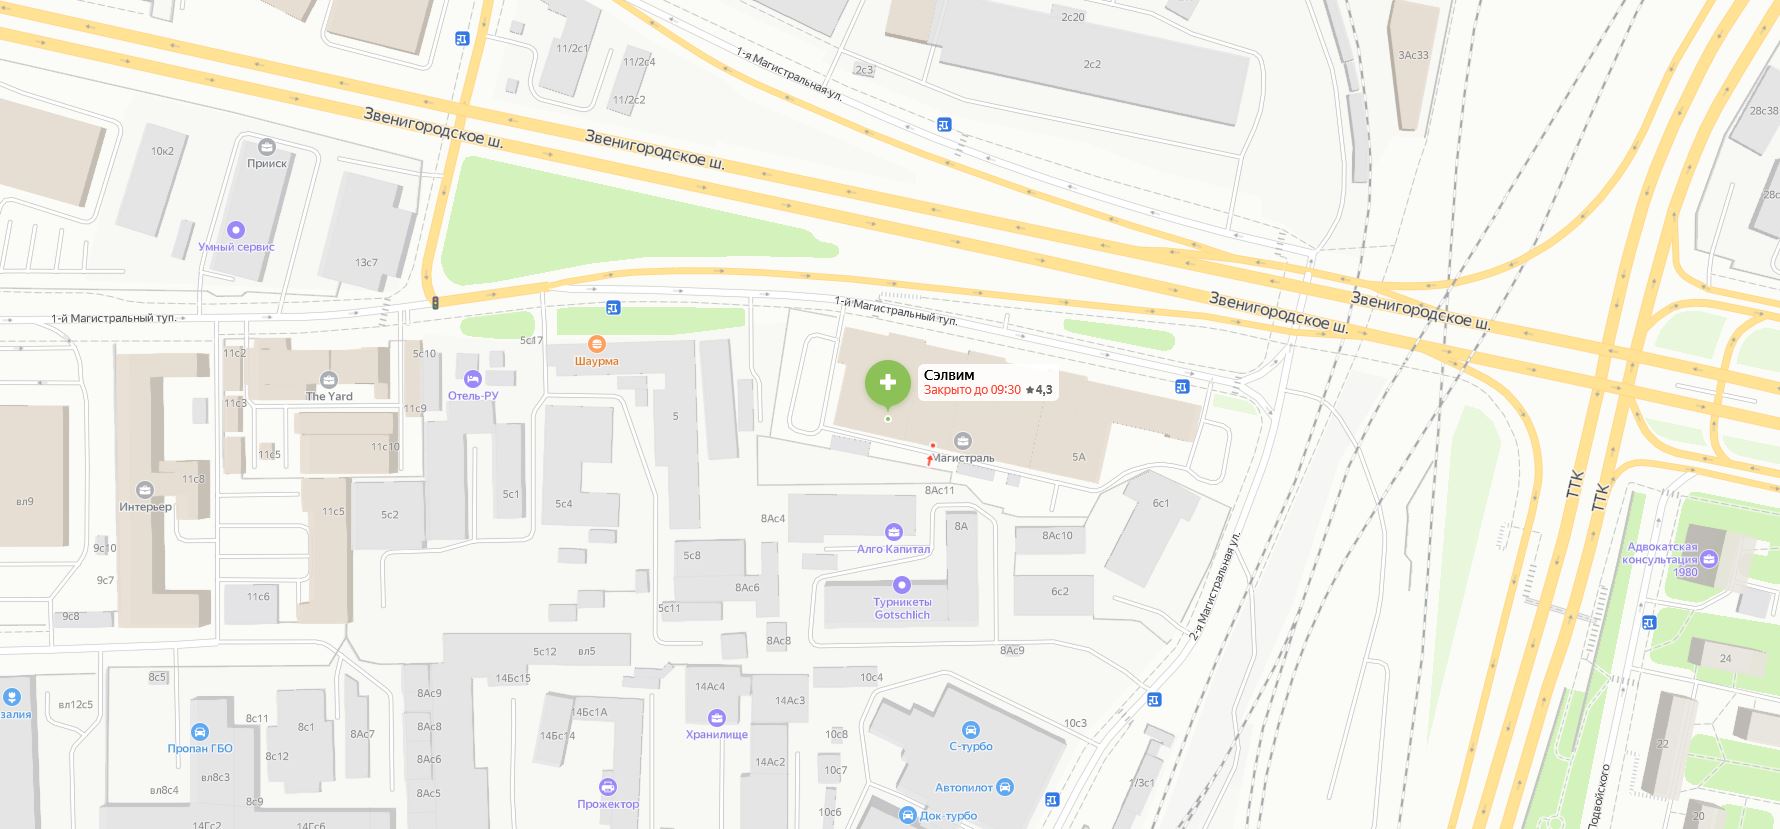 2с20
11/2с1
1-я Магистральная ул.
11/2с4
2с3
2с2
3Ас33
11/2с2
28с38
Звенигородское ш.
Звенигородское ш.
10к2
Прииск
28с
Умный сервис
13с7
1-й Магистральный туп.
1-й Магистральный туп.
Звенигородское ш.
Звенигородское ш.
5с17
11с2
5с10
Шаурма
Сэлвим
Закрыто до 09:30 ★4,3
The Yard
Отель-РУ
11с3
11с9
5
11с10
11с5
Магистраль
5А
11с8
вл9
Интерьер
11с5
5с2
5с1
5с4
8Ас11
6с1
ТТК
ТТК
8Ас4
8А
8Ас10
Алго Капитал
9с10
9с7
5с8
8Ас6
Адвокатская
консультация
1980
11с6
9с8
5с11
Турникеты
Gotschlich
6с2
2-я Магистральная ул.
8Ас8
8Ас9
5с12
вл5
24
8с5
14Бс15
10с4
14Ас4
14Ас3
8Ас9
залия
вл12с5
8с11
8с1
8Ас7
8Ас8
14Бс1А
14Бс14
Хранилище
10с3
С-турбо
10с8
22
Пропан ГБО
8с12
8Ас6
14Ас2
10с7
вл8с3
вл8с4
8с9
8Ас5
Прожектор
10с6
Автопилот
1/3с1
Док-турбо
Подвойского
20
14Гс2
14Гс6